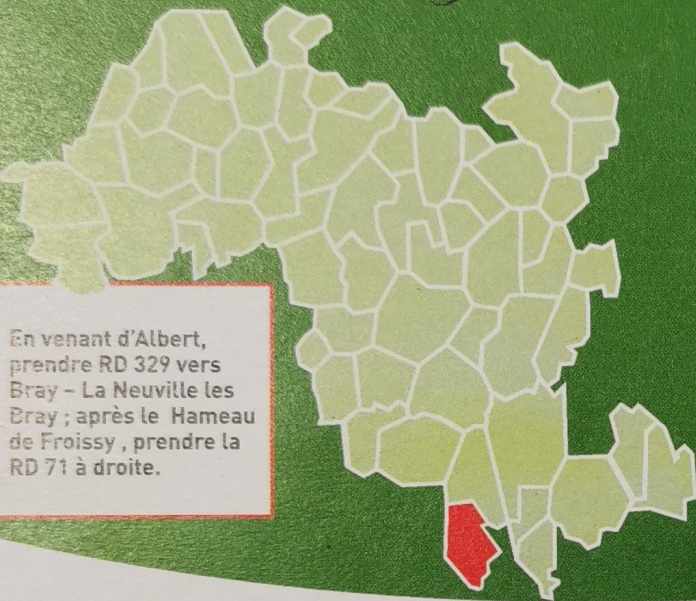 En venant d'Albert,
prendre RD 329 vers
Bray – La Neuville les
Bray ; après le Hameau
de Froissy , prendre la
RD 71 à droite.